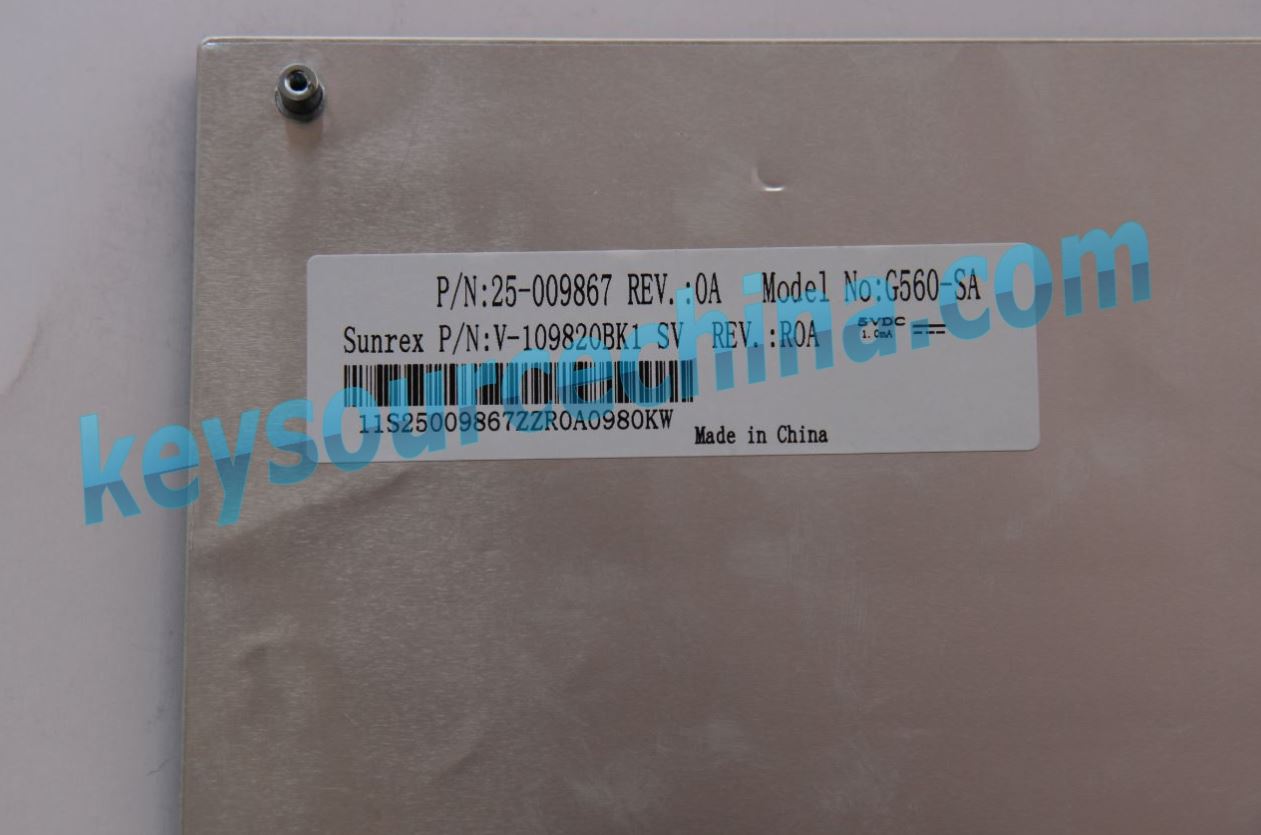 P/N:25-009867 REV.:0A Model No:G560-SA
Sunrex P/N:V-109820BK1 SV REV.:R0A 5VDC 1.0mA
11S25009867ZZR0A0980KW
Made in China
keysourcechina.com